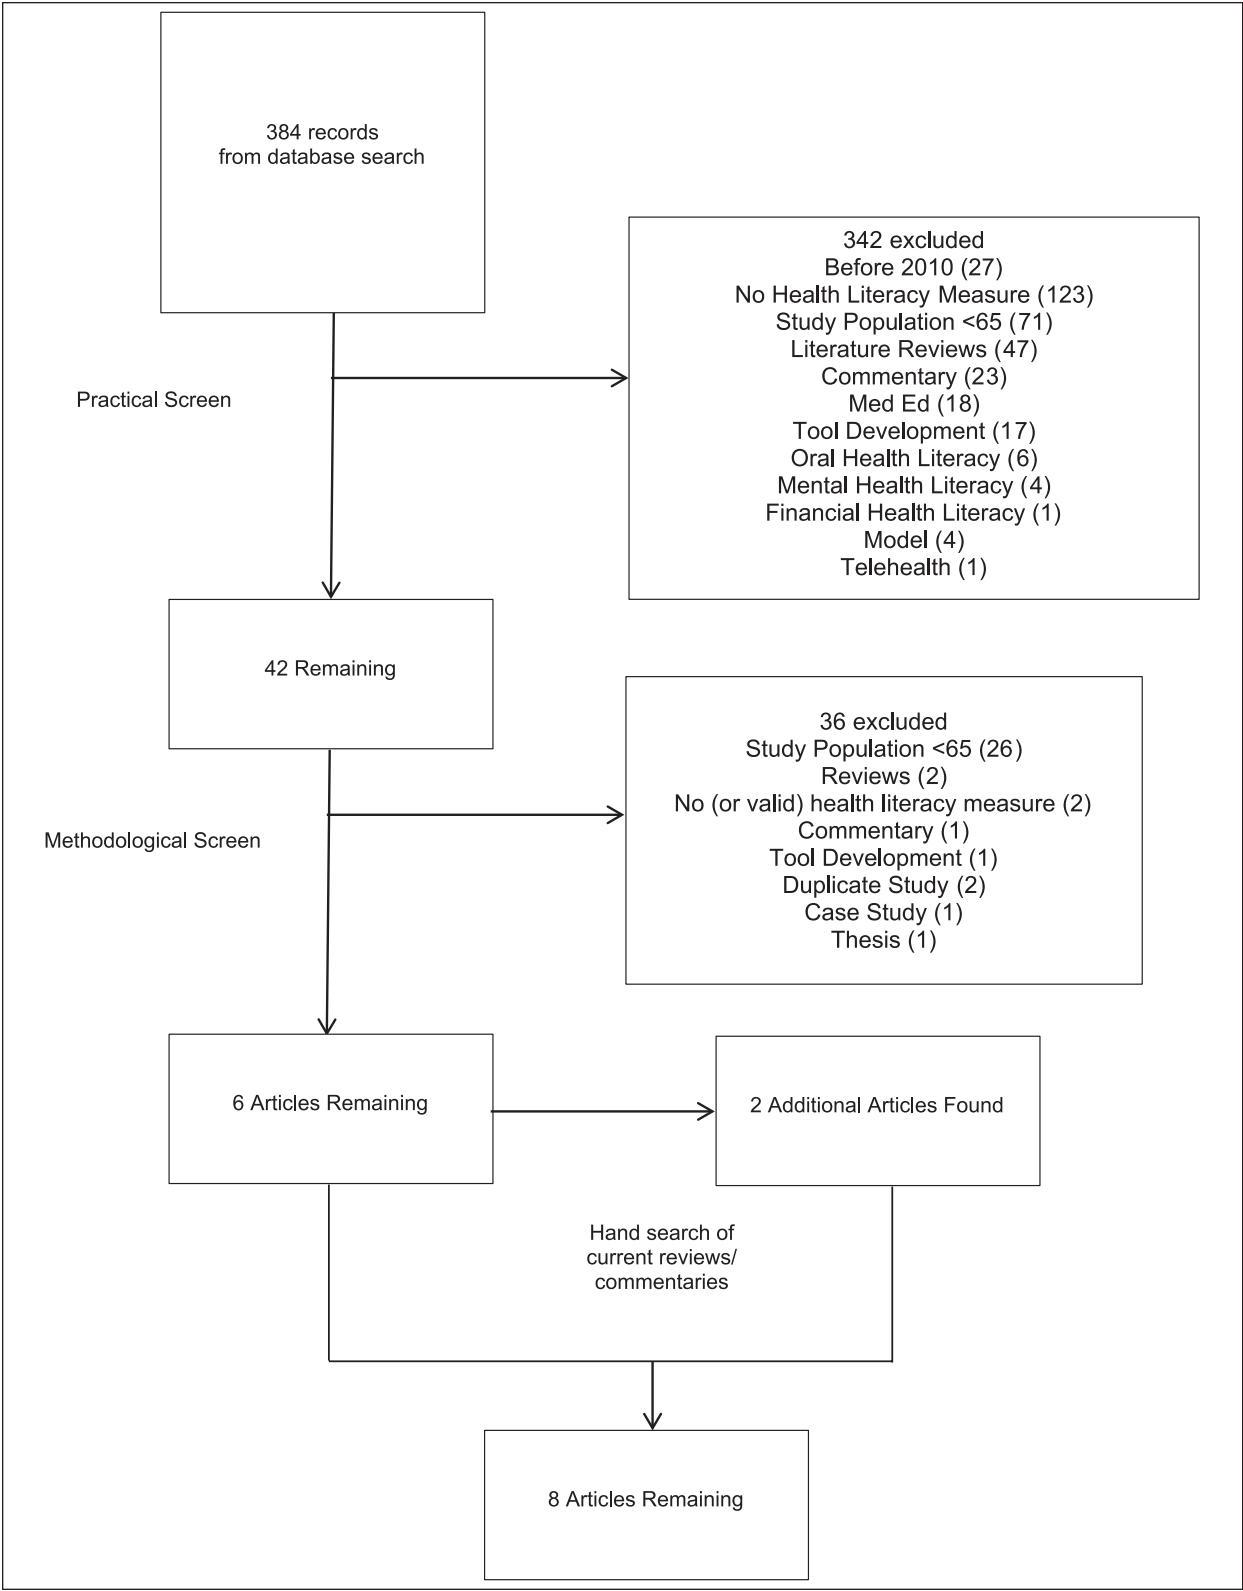 384 records
from database search
342 excluded
Before 2010 (27)
No Health Literacy Measure (123)
Study Population <65 (71)
Literature Reviews (47)
Commentary (23)
Med Ed (18)
Tool Development (17)
Oral Health Literacy (6)
Mental Health Literacy (4)
Financial Health Literacy (1)
Model (4)
Telehealth (1)
Practical Screen
42 Remaining
36 excluded
Study Population <65 (26)
Reviews (2)
No (or valid) health literacy measure (2)
Commentary (1)
Tool Development (1)
Duplicate Study (2)
Case Study (1)
Thesis (1)
Methodological Screen
6 Articles Remaining
2 Additional Articles Found
Hand search of
current reviews/
commentaries
8 Articles Remaining